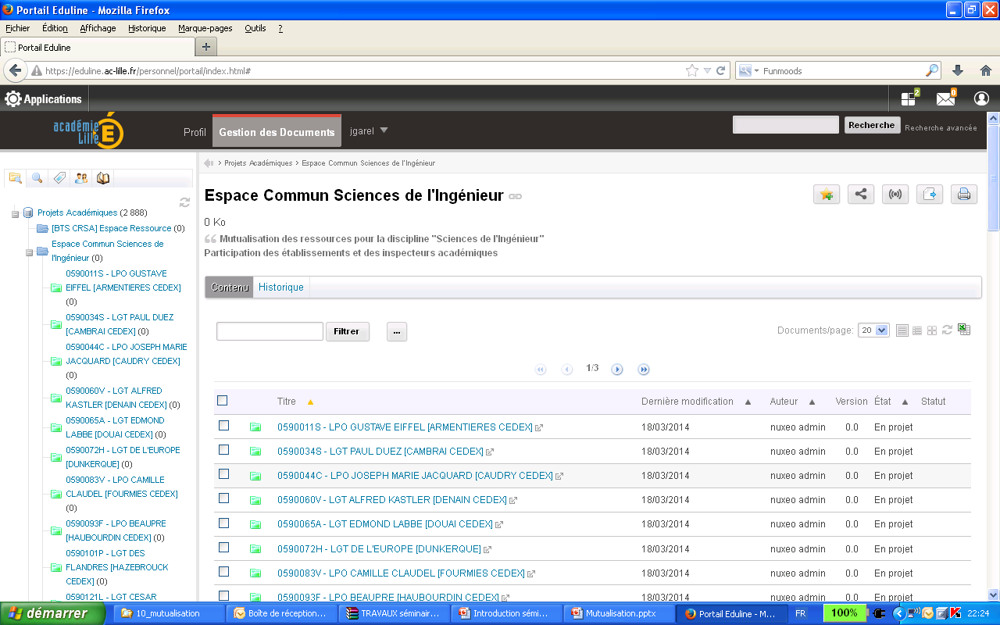 Portail Eduline - Mozilla Firefox
Fichier Édition Affichage Historique Marque-pages Outils ?
Portail Eduline
https://eduline.ac-lille.fr/personnel/portail/index.html#
Funmoods
Applications
2
0
académie Lille
Profil
Gestion des Documents
jgarel
Recherche
Recherche avancée
> Projets Académiques > Espace Commun Sciences de l'Ingénieur
Projets Académiques (2 888)
[BTS CRSA] Espace Ressource (0)
Espace Commun Sciences de
l'Ingénieur (0)
0590011S - LPO GUSTAVE
EIFFEL [ARMENTIERES CEDEX]
(0)
0590034S - LGT PAUL DUEZ
[CAMBRAI CEDEX] (0)
0590044C - LPO JOSEPH MARIE
JACQUARD [CAUDRY CEDEX]
(0)
0590060V - LGT ALFRED
KASTLER [DENAIN CEDEX] (0)
0590065A - LGT EDMOND
LABBE [DOUAI CEDEX] (0)
0590072H - LGT DE L'EUROPE
[DUNKERQUE] (0)
0590083V - LPO CAMILLE
CLAUDEL [FOURMIES CEDEX]
(0)
0590093F - LPO BEAUPRE
[HAUBOURDIN CEDEX] (0)
0590101P - LGT DES
FLANDRES [HAZEBROUCK
CEDEX] (0)
0590121L - LGT CESAR
Espace Commun Sciences de l'Ingénieur
0 Ko
Mutualisation des ressources pour la discipline "Sciences de l'Ingénieur"
Participation des établissements et des inspecteurs académiques
Contenu Historique
Filtrer ...
Documents/page: 20
1/3
Titre Dernière modification Auteur Version État Statut
0590011S - LPO GUSTAVE EIFFEL [ARMENTIERES CEDEX] 18/03/2014 nuxeo admin 0.0 En projet
0590034S - LGT PAUL DUEZ [CAMBRAI CEDEX] 18/03/2014 nuxeo admin 0.0 En projet
0590044C - LPO JOSEPH MARIE JACQUARD [CAUDRY CEDEX] 18/03/2014 nuxeo admin 0.0 En projet
0590060V - LGT ALFRED KASTLER [DENAIN CEDEX] 18/03/2014 nuxeo admin 0.0 En projet
0590065A - LGT EDMOND LABBE [DOUAI CEDEX] 18/03/2014 nuxeo admin 0.0 En projet
0590072H - LGT DE L'EUROPE [DUNKERQUE] 18/03/2014 nuxeo admin 0.0 En projet
0590083V - LPO CAMILLE CLAUDEL [FOURMIES CEDEX] 18/03/2014 nuxeo admin 0.0 En projet
0590093F - LPO BEAUPRE [HAUBOURDIN CEDEX] 18/03/2014 nuxeo admin 0.0 En projet
démarrer
10_mutualisation
Boîte de réception...
TRAVAUX séminair...
Introduction sémi...
Mutualisation.pptx
Portail Eduline - M...
FR
100%
22:24